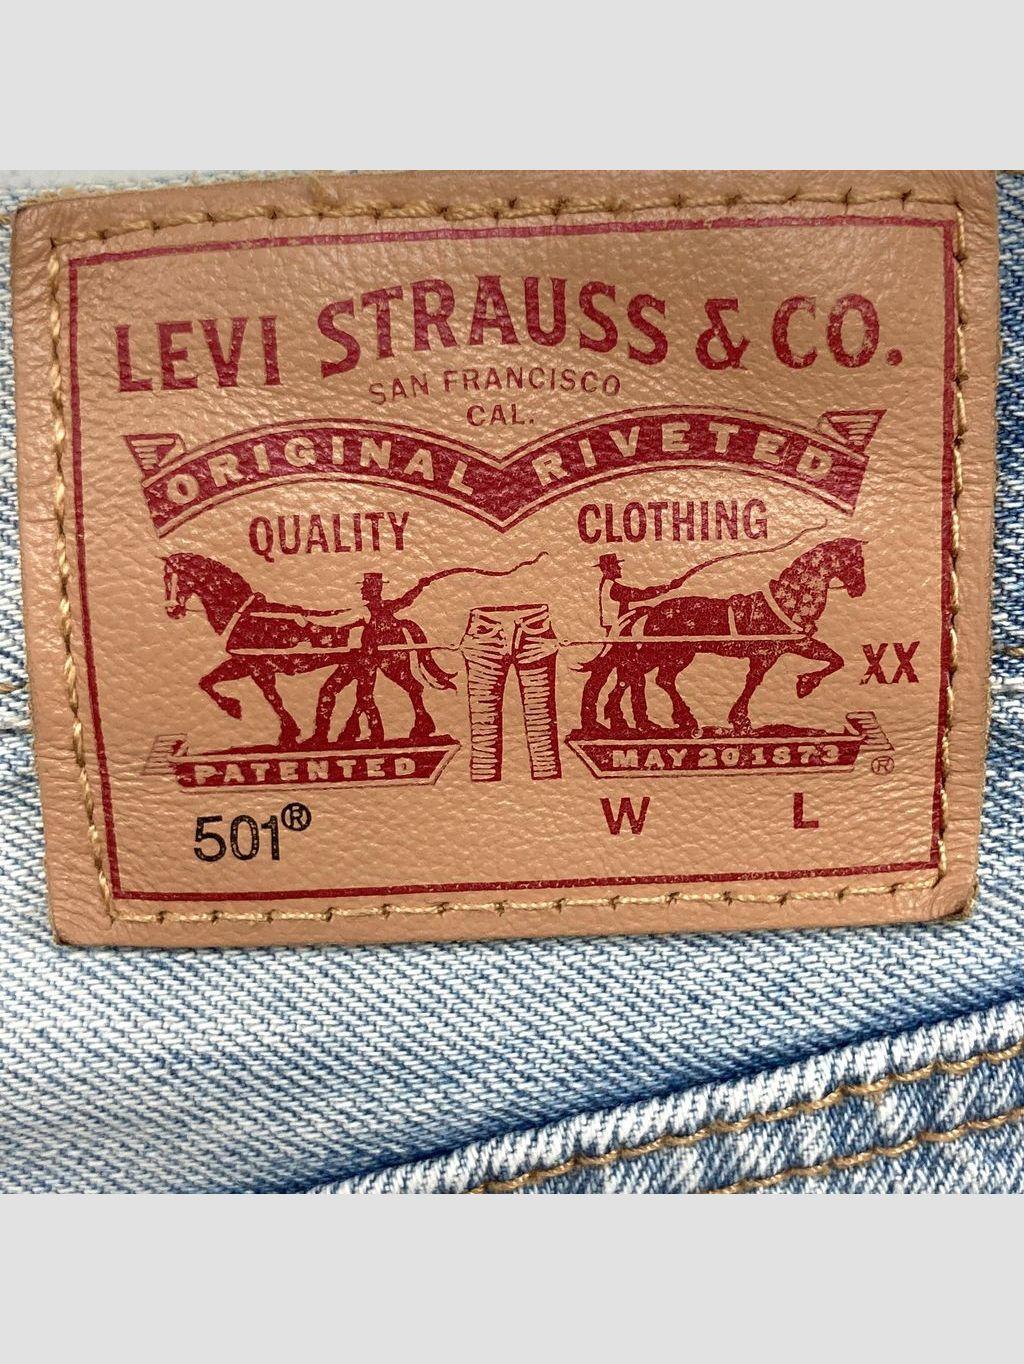 LEVI STRAUSS & CO.
SAN FRANCISCO
CAL.
ORIGINAL RIVETED
QUALITY CLOTHING
XX
PATENTED MAY 20 1873 ®
501® W L